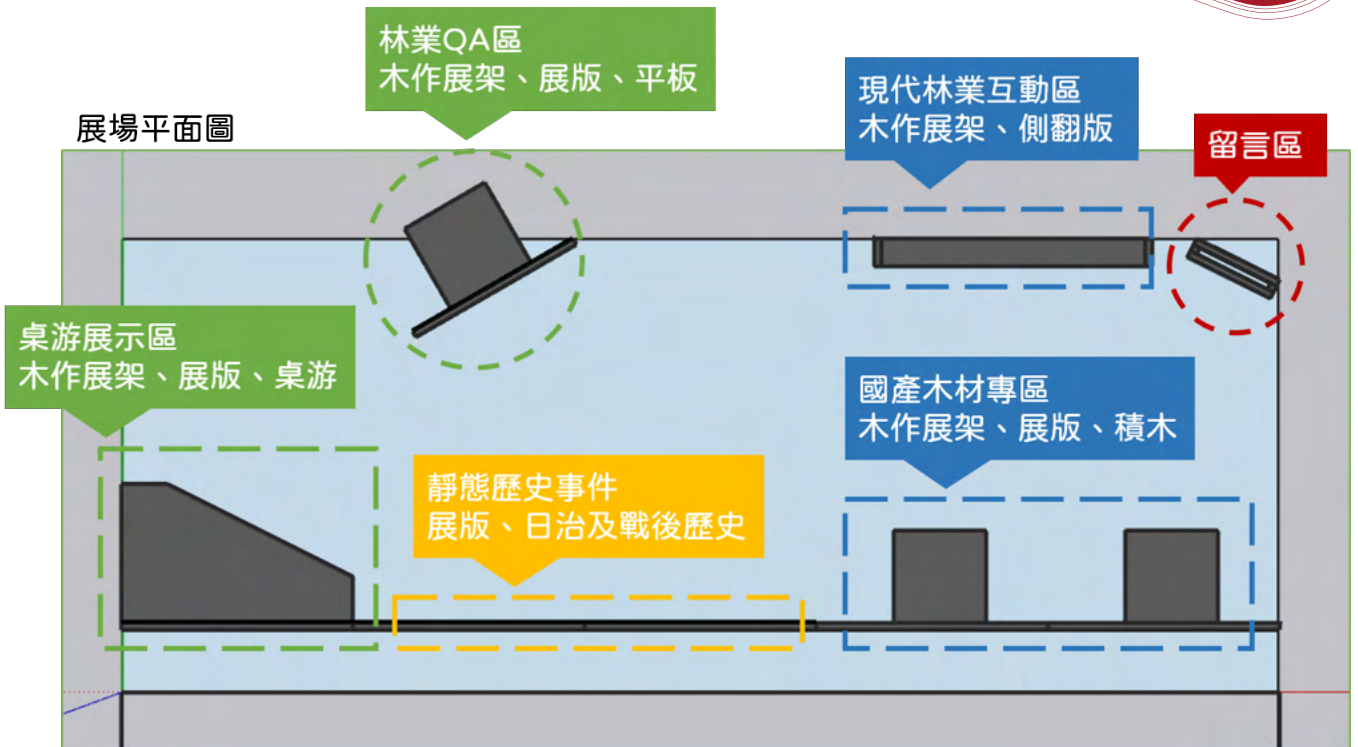 林業QA區
木作展架、展版、平板
現代林業互動區
木作展架、側翻版
留言區
展場平面圖
桌游展示區
木作展架、展版、桌游
國產木材專區
木作展架、展版、積木
靜態歷史事件
展版、日治及戰後歷史